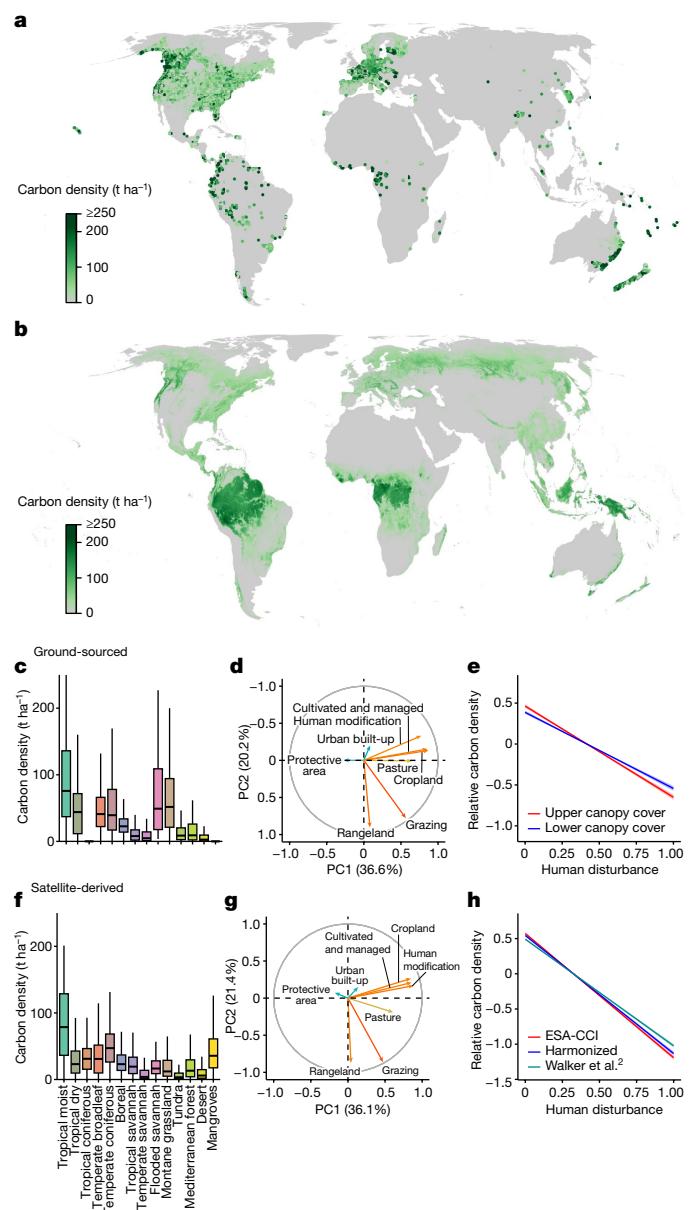 a
Carbon density (t ha⁻¹)
≥250
200
100
0
b
Carbon density (t ha⁻¹)
≥250
200
100
0
c
Ground-sourced
Carbon density (t ha⁻¹)
200
100
0
d
PC2 (20.2%)
−1.0
−0.5
0
0.5
1.0
Cultivated and managed
Human modification
Urban built-up
Protective
area
Pasture
Cropland
Rangeland
Grazing
−1.0
−0.5
0
0.5
1.0
PC1 (36.6%)
e
Relative carbon density
0.5
0
−0.5
−1.0
Upper canopy cover
Lower canopy cover
0
0.25
0.50
0.75
1.00
Human disturbance
f
Satellite-derived
Carbon density (t ha⁻¹)
200
100
0
Tropical moist
Tropical dry
Tropical coniferous
Temperate broadleaf
Temperate coniferous
Boreal
Tropical savannah
Temperate savannah
Flooded savannah
Montane grassland
Tundra
Mediterranean forest
Desert
Mangroves
g
PC2 (21.4%)
1.0
0.5
0
−0.5
−1.0
Cropland
Cultivated
and managed
Human
modification
Urban
built-up
Protective
area
Pasture
Rangeland
Grazing
−1.0
−0.5
0
0.5
1.0
PC1 (36.1%)
h
Relative carbon density
1.0
0.5
0
−0.5
−1.0
−1.5
ESA-CCI
Harmonized
Walker et al.²
0
0.25
0.50
0.75
1.00
Human disturbance